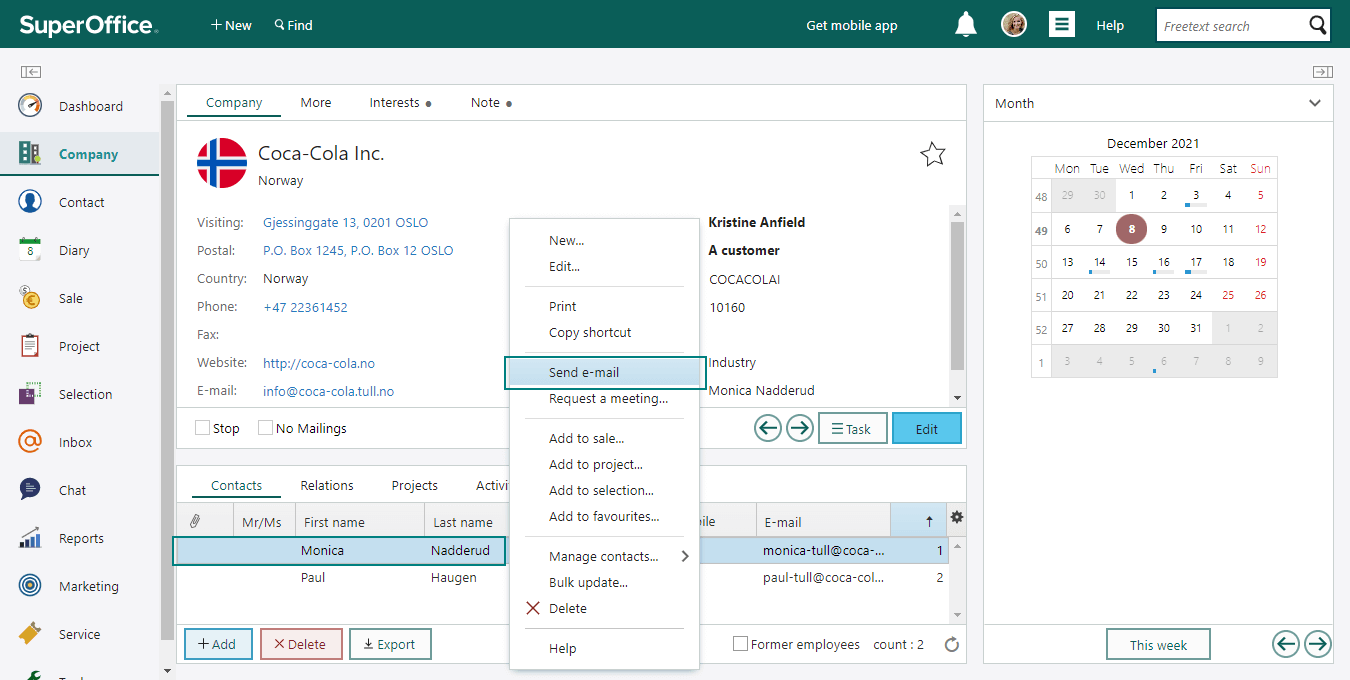 SuperOffice®
New
Find
Get mobile app
Help
Freetext search
Dashboard
Company
Contact
8
Diary
Sale
Project
Selection
Inbox
Chat
Reports
Marketing
Service
Company More Interests Note
Coca-Cola Inc.
Norway
Visiting: Gjessinggate 13, 0201 OSLO
Postal: P.O. Box 1245, P.O. Box 12 OSLO
Country: Norway
Phone: +47 22361452
Fax:
Website: http://coca-cola.no
E-mail: info@coca-cola.tull.no
Kristine Anfield
A customer
COCACOLAI
10160
Industry
Monica Nadderud
Stop No Mailings
Task Edit
New...
Edit...
Print
Copy shortcut
Send e-mail
Request a meeting...
Add to sale...
Add to project...
Add to selection...
Add to favourites...
Manage contacts...
Bulk update...
Delete
Help
Contacts Relations Projects Activi
Mr/Ms First name Last name ile E-mail
Monica Nadderud monica-tull@coca-... 1
Paul Haugen paul-tull@coca-col... 2
Add Delete Export
Former employees count : 2
Month
December 2021
Mon Tue Wed Thu Fri Sat Sun
48 29 30 1 2 3 4 5
49 6 7 8 9 10 11 12
50 13 14 15 16 17 18 19
51 20 21 22 23 24 25 26
52 27 28 29 30 31 1 2
1 3 4 5 6 7 8 9
This week